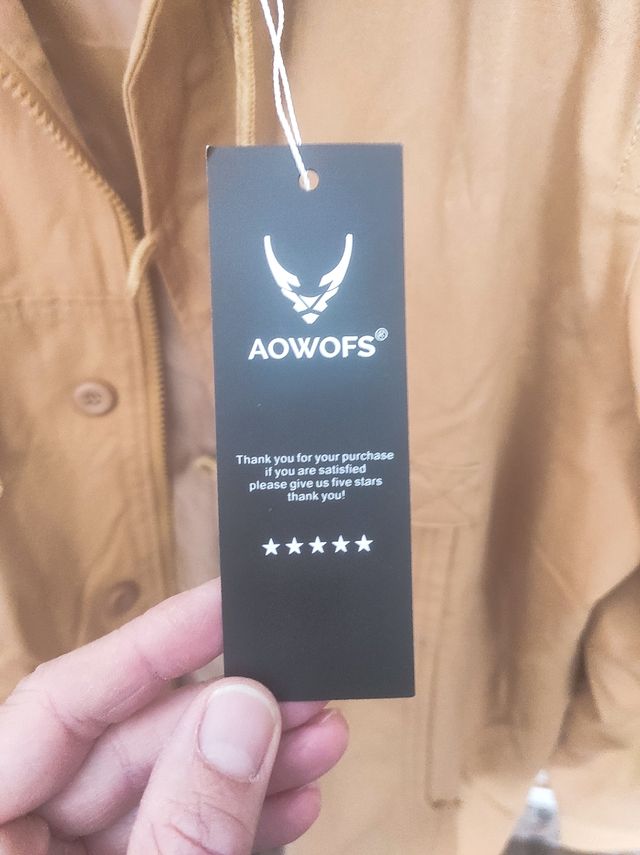 AOWOFS®
Thank you for your purchase
if you are satisfied
please give us five stars
thank you!